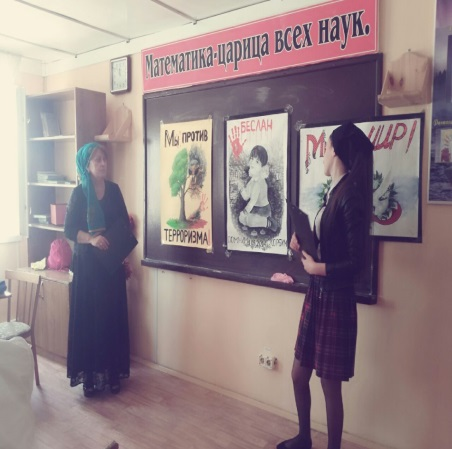 Математика-царица всех наук.
Мы против
терроризма
Беслан
МИР!